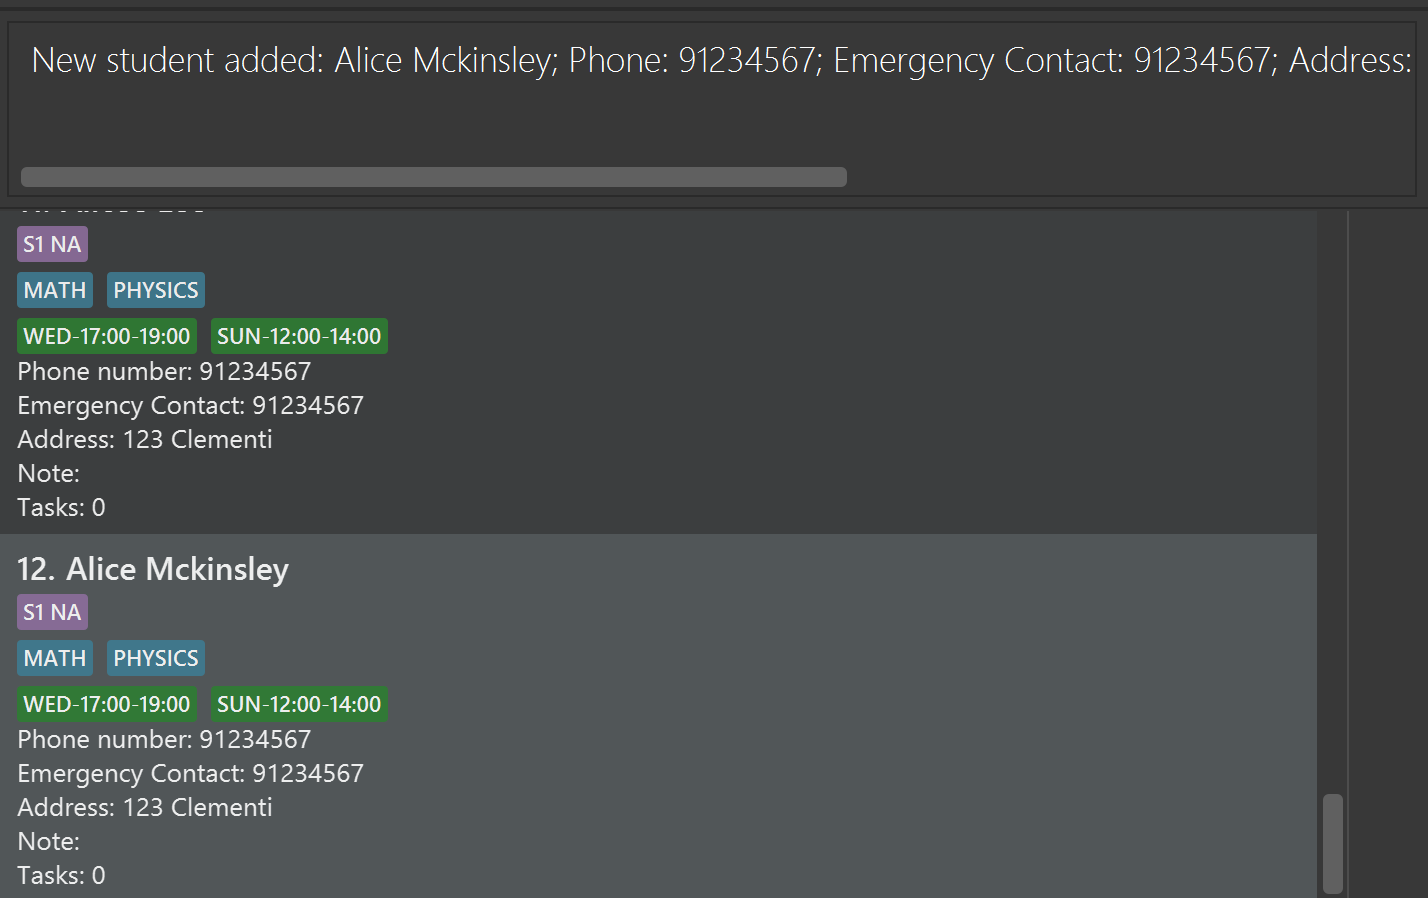 New student added: Alice Mckinsley; Phone: 91234567; Emergency Contact: 91234567; Address:
S1 NA
MATH PHYSICS
WED-17:00-19:00 SUN-12:00-14:00
Phone number: 91234567
Emergency Contact: 91234567
Address: 123 Clementi
Note:
Tasks: 0
12. Alice Mckinsley
S1 NA
MATH PHYSICS
WED-17:00-19:00 SUN-12:00-14:00
Phone number: 91234567
Emergency Contact: 91234567
Address: 123 Clementi
Note:
Tasks: 0